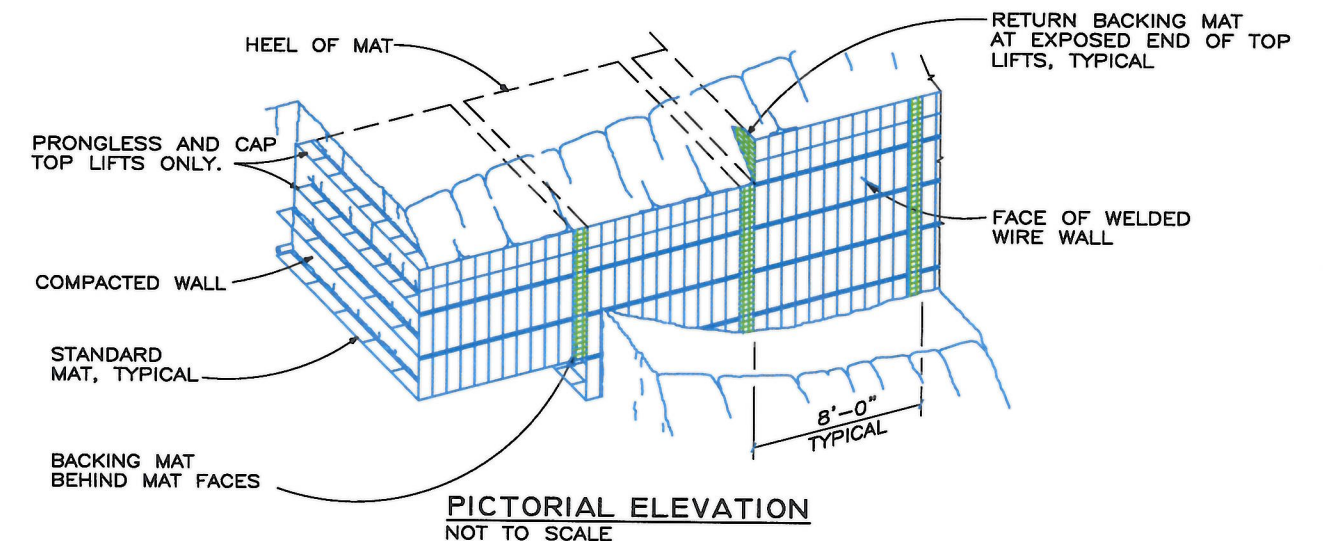 HEEL OF MAT
RETURN BACKING MAT
AT EXPOSED END OF TOP
LIFTS, TYPICAL
PRONGLESS AND CAP
TOP LIFTS ONLY.
FACE OF WELDED
WIRE WALL
COMPACTED WALL
STANDARD
MAT, TYPICAL
8'-0"
TYPICAL
BACKING MAT
BEHIND MAT FACES
PICTORIAL ELEVATION
NOT TO SCALE